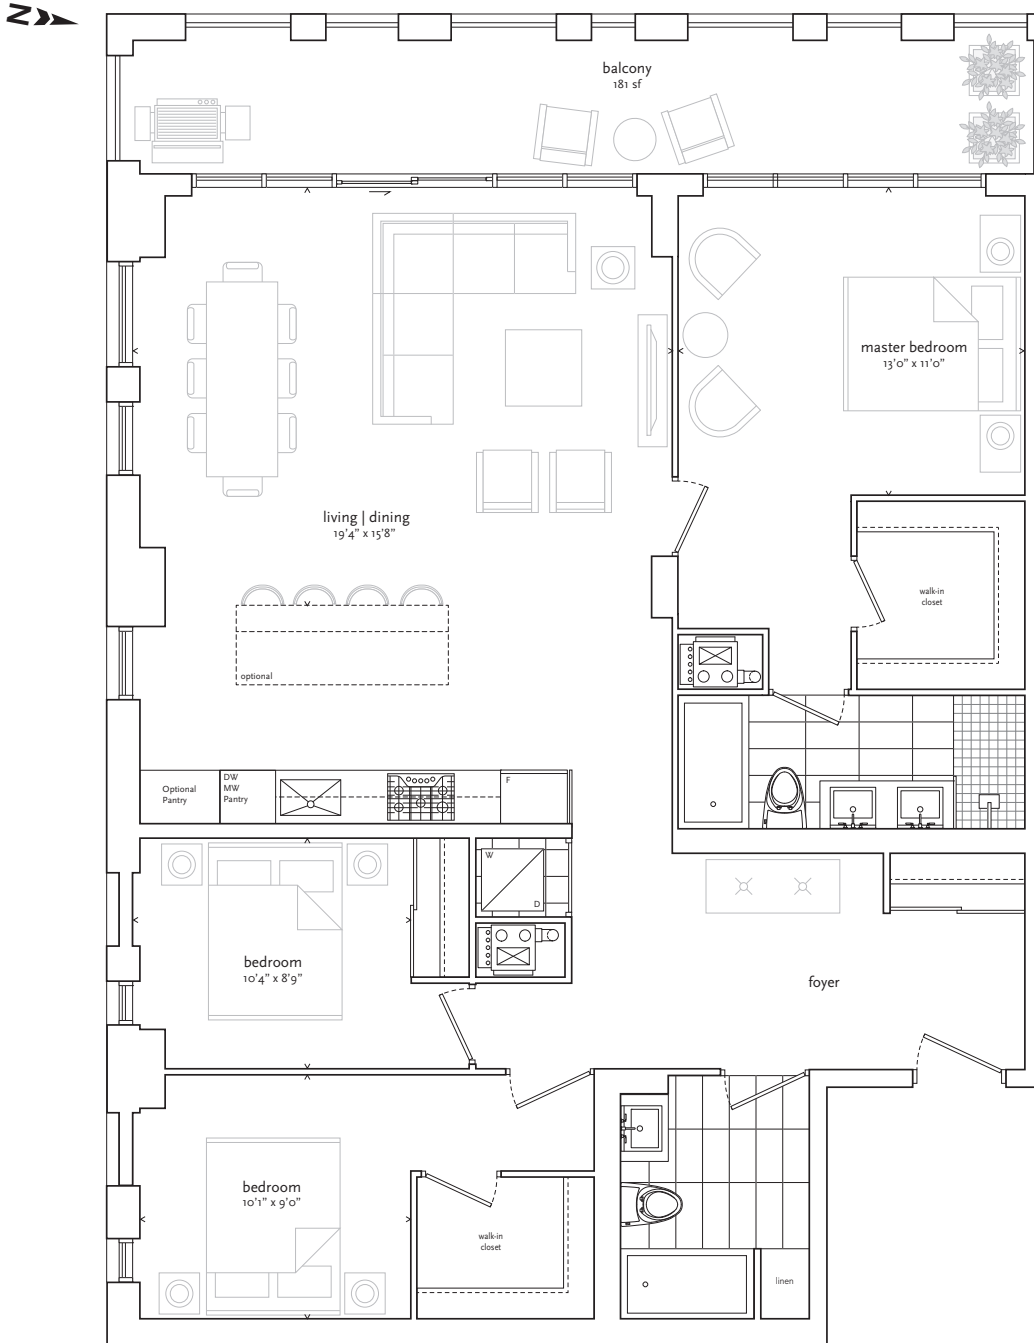 N
balcony
181 sf
master bedroom
13'0" x 11'0"
living | dining
19'4" x 15'8"
walk-in
closet
optional
Optional
Pantry
DW
MW
Pantry
F
W
D
bedroom
10'4" x 8'9"
foyer
bedroom
10'1" x 9'0"
walk-in
closet
linen